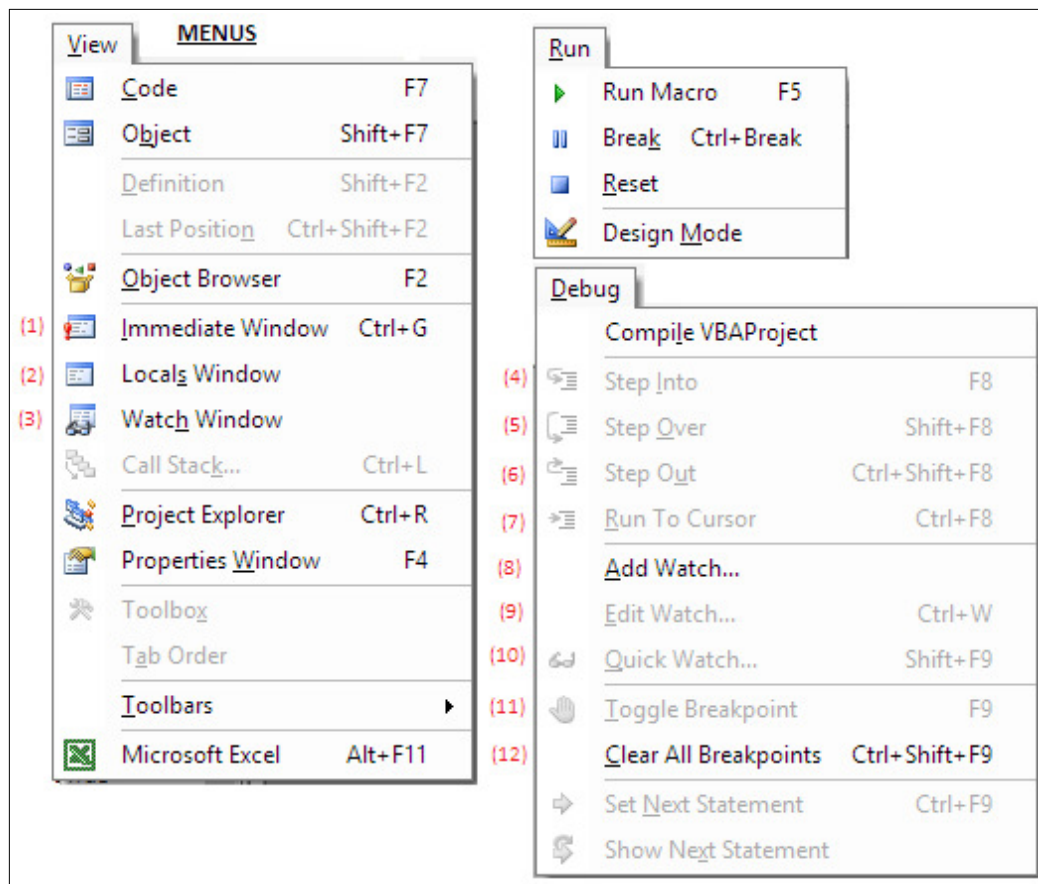 MENUS
View
Code F7
Object Shift+F7
Definition Shift+F2
Last Position Ctrl+Shift+F2
Object Browser F2
(1) Immediate Window Ctrl+G
(2) Locals Window
(3) Watch Window
Call Stack... Ctrl+L
Project Explorer Ctrl+R
Properties Window F4
Toolbox
Tab Order
Toolbars
Microsoft Excel Alt+F11
Run
Run Macro F5
Break Ctrl+Break
Reset
Design Mode
Debug
Compile VBAProject
(4) Step Into F8
(5) Step Over Shift+F8
(6) Step Out Ctrl+Shift+F8
(7) Run To Cursor Ctrl+F8
(8) Add Watch...
(9) Edit Watch... Ctrl+W
(10) Quick Watch... Shift+F9
(11) Toggle Breakpoint F9
(12) Clear All Breakpoints Ctrl+Shift+F9
Set Next Statement Ctrl+F9
Show Next Statement